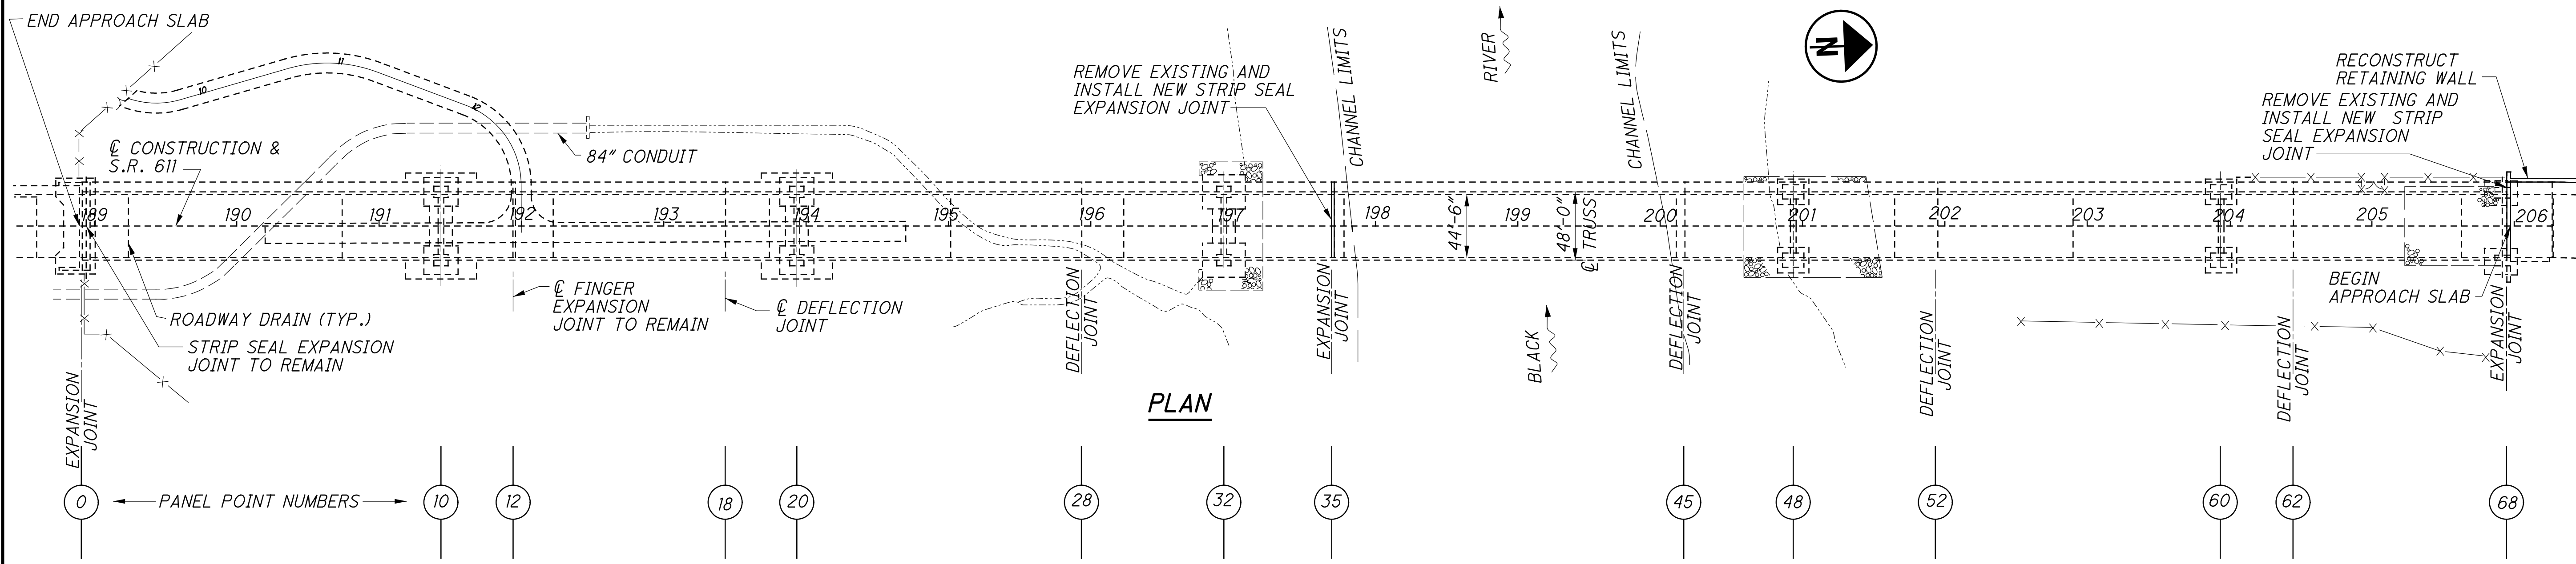 END APPROACH SLAB
10
11
12
℄ CONSTRUCTION &
S.R. 611
84" CONDUIT
REMOVE EXISTING AND
INSTALL NEW STRIP SEAL
EXPANSION JOINT
CHANNEL LIMITS
RIVER
CHANNEL LIMITS
N
RECONSTRUCT
RETAINING WALL
REMOVE EXISTING AND
INSTALL NEW STRIP
SEAL EXPANSION
JOINT
189
190
191
192
193
194
195
196
197
198
199
200
201
202
203
204
205
206
44'-6"
48'-0"
℄ TRUSS
ROADWAY DRAIN (TYP.)
STRIP SEAL EXPANSION
JOINT TO REMAIN
℄ FINGER
EXPANSION
JOINT TO REMAIN
℄ DEFLECTION
JOINT
BEGIN
APPROACH SLAB
EXPANSION
JOINT
DEFLECTION
JOINT
EXPANSION
JOINT
BLACK
DEFLECTION
JOINT
DEFLECTION
JOINT
DEFLECTION
JOINT
EXPANSION
JOINT
PLAN
0
PANEL POINT NUMBERS
10
12
18
20
28
32
35
45
48
52
60
62
68